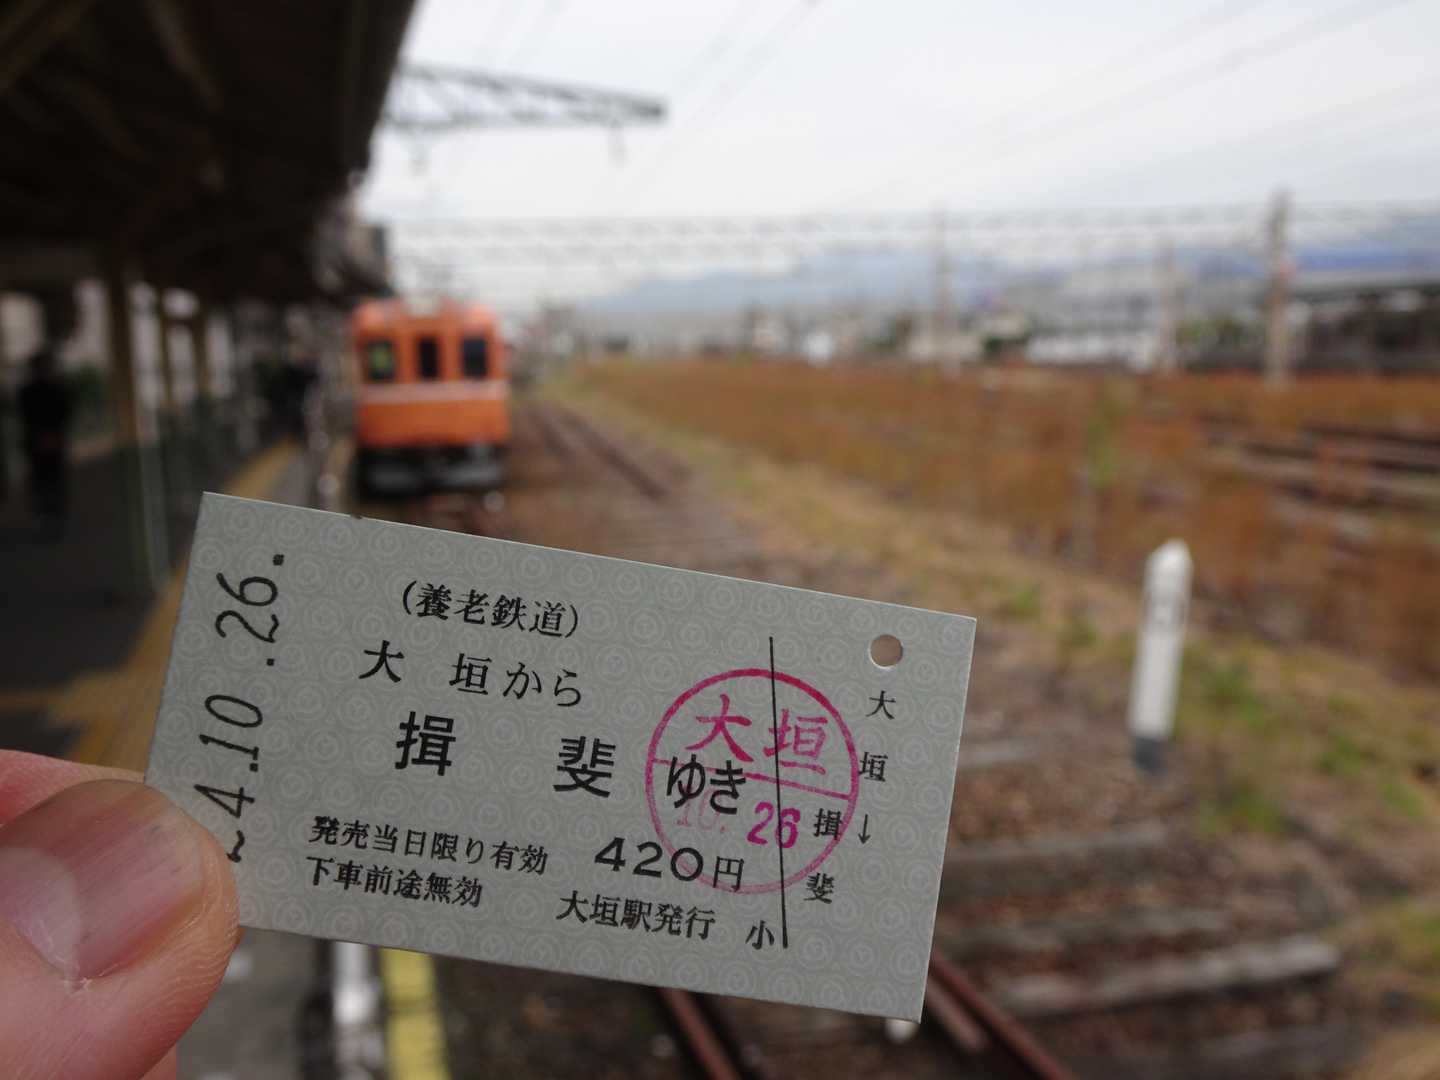 24.10.26.
(養老鉄道)
大 垣から
揖 斐 ゆき
発売当日限り有効 420円
下車前途無効 大垣駅発行 小
大垣
10. 26
大垣
↓
揖斐